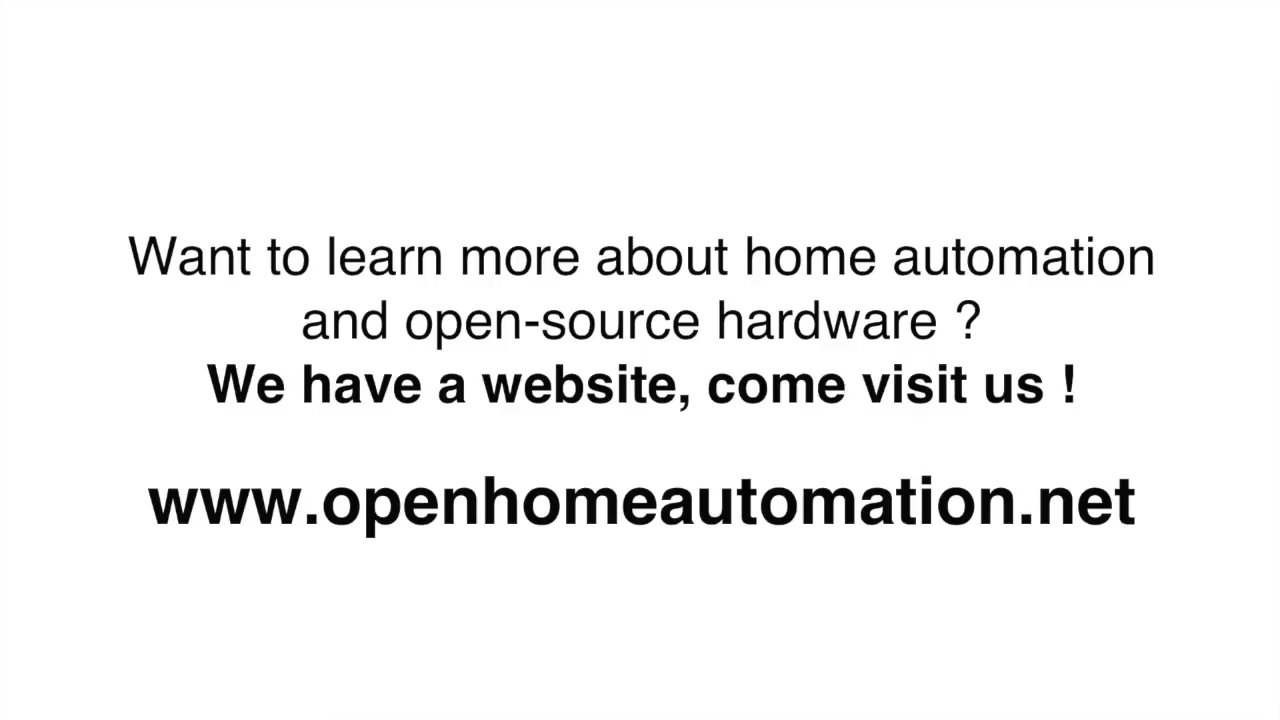 Want to learn more about home automation
and open-source hardware ?
We have a website, come visit us !
www.openhomeautomation.net